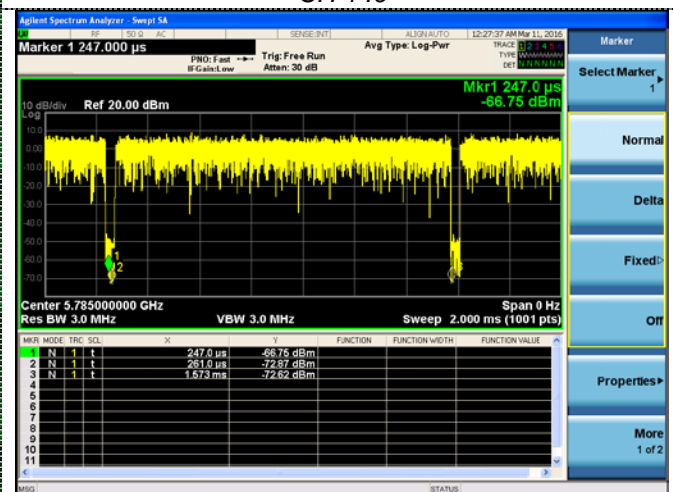 Agilent Spectrum Analyzer - Swept SA
RF 50 Ω AC SENSE:INT ALIGN AUTO 12:27:37 AM Mar 11, 2016
Marker 1 247.000 µs
PNO: Fast
IFGain:Low
Trig: Free Run
Atten: 30 dB
Avg Type: Log-Pwr
TRACE 1 2 3 4 5 6
TYPE WWWWWW
DET N N N N N N
Mkr1 247.0 µs
-66.75 dBm
10 dB/div Ref 20.00 dBm
Log
10.0
0.00
-10.0
-20.0
-30.0
-40.0
-50.0
-60.0
-70.0
1
2
Center 5.785000000 GHz Span 0 Hz
Res BW 3.0 MHz VBW 3.0 MHz Sweep 2.000 ms (1001 pts)
MKR MODE TRC SCL X Y FUNCTION FUNCTION WIDTH FUNCTION VALUE
1 N 1 t 247.0 µs -66.75 dBm
2 N 1 t 261.0 µs -72.87 dBm
3 N 1 t 1.573 ms -72.62 dBm
4
5
6
7
8
9
10
11
MSG STATUS
Marker
Select Marker
1
Normal
Delta
Fixed
Off
Properties
More
1 of 2